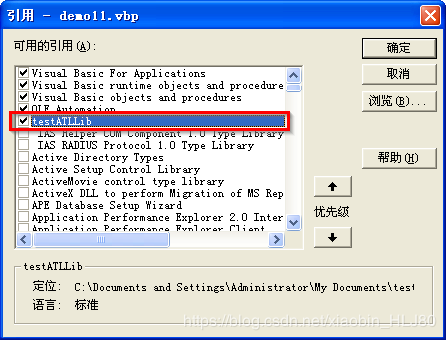 引用 - demo11.vbp
可用的引用(A):
Visual Basic For Applications
Visual Basic runtime objects and procedure
Visual Basic objects and procedures
OLE Automation
testATLLib
IAS Helper COM Component 1.0 Type Library
IAS RADIUS Protocol 1.0 Type Library
Active Directory Types
Active Setup Control Library
ActiveMovie control type library
ActiveX DLL to perform Migration of MS Rep
APE Database Setup Wizard
Application Performance Explorer 2.0 Inter
Application Performance Explorer Client
确定
取消
浏览(B)...
帮助(H)
优先级
testATLLib
定位: C:\Documents and Settings\Administrator\My Documents\test
语言: 标准
https://blog.csdn.net/xiaobin_HLJ80